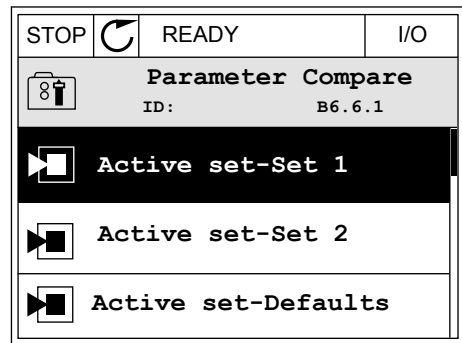 STOP READY I/O
Parameter Compare
ID: B6.6.1
Active set-Set 1
Active set-Set 2
Active set-Defaults